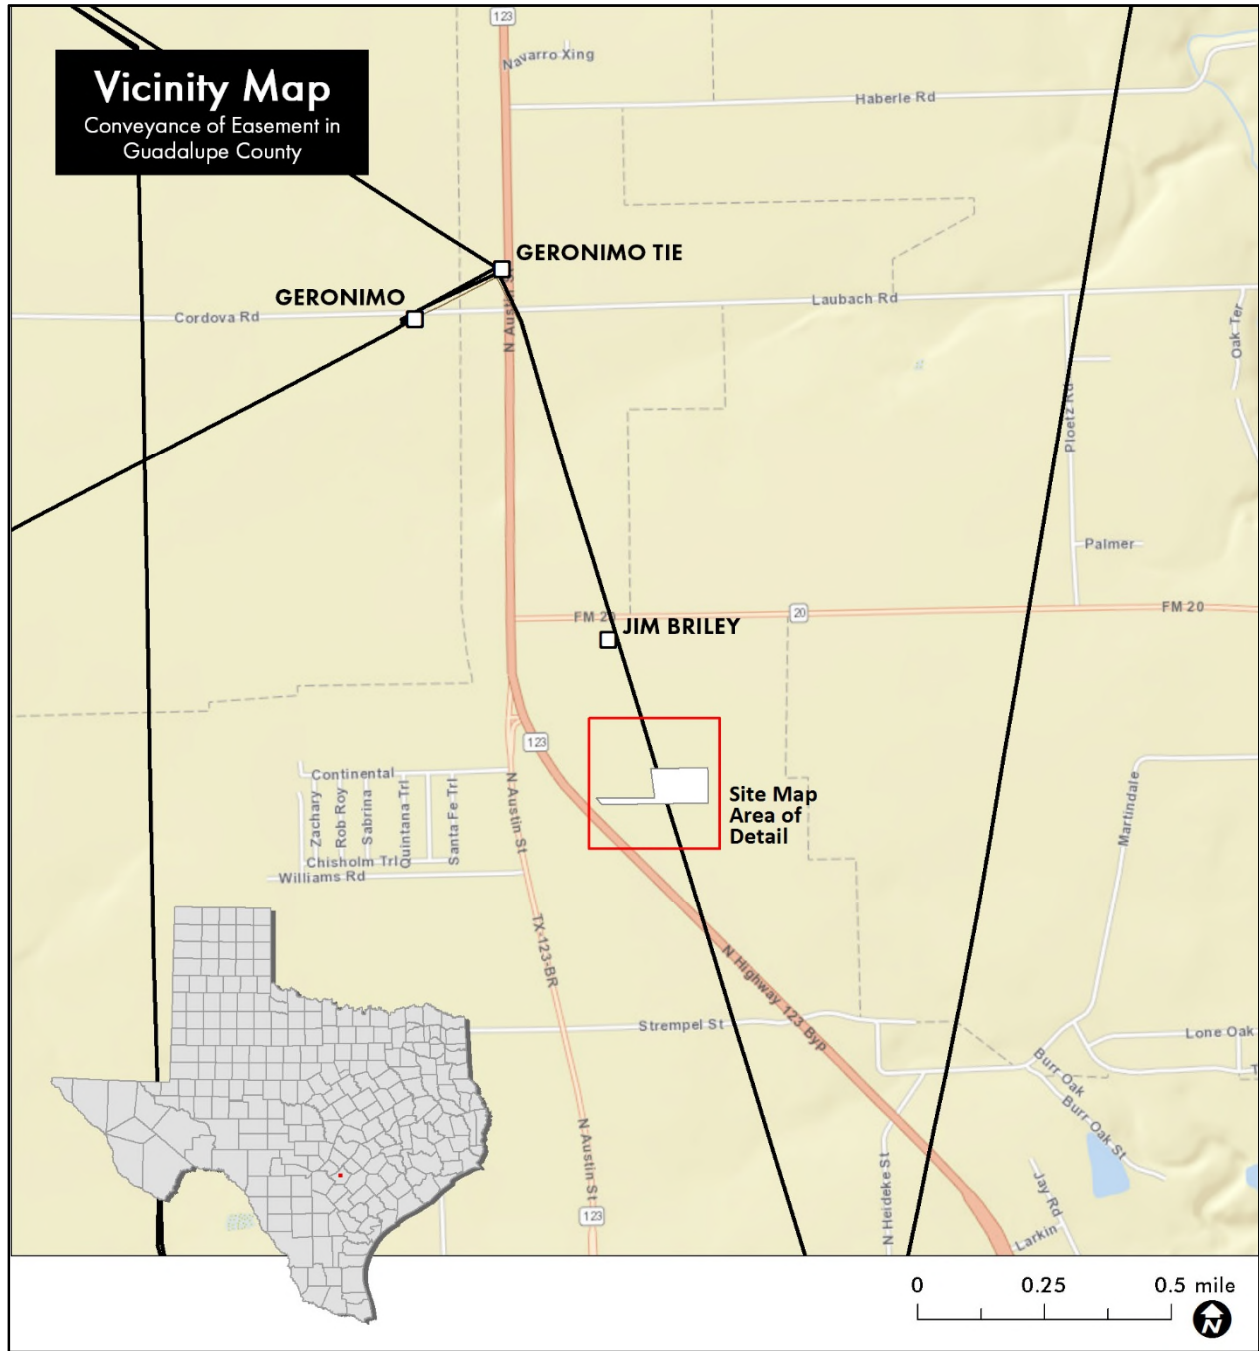 123
Navarro Xing
Vicinity Map
Conveyance of Easement in
Guadalupe County
Haberle Rd
GERONIMO TIE
GERONIMO
Laubach Rd
Cordova Rd
N Austin St
Oak Ter
Ploetz Rd
Palmer
FM 20
20
FM 20
JIM BRILEY
123
Continental
Zachary
Rob Roy
Sabrina
Quintana Trl
Santa Fe Trl
N Austin St
Site Map
Area of
Detail
Martindale
Chisholm Trl
Williams Rd
TX-123-BR
N Highway 123 Byp
Strempel St
Lone Oak
T
Burr Oak
Burr Oak St
N Austin St
N Heideke St
Jay Rd
123
Larkin
0 0.25 0.5 mile
N